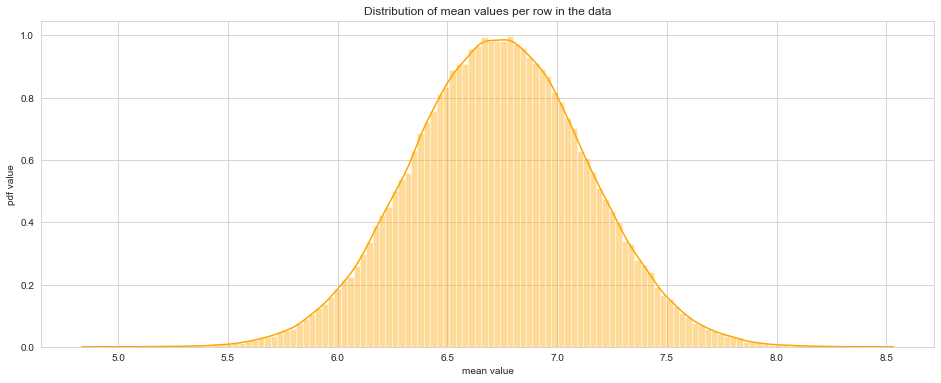 Distribution of mean values per row in the data
1.0
0.8
0.6
0.4
0.2
0.0
pdf value
5.0 5.5 6.0 6.5 7.0 7.5 8.0 8.5
mean value